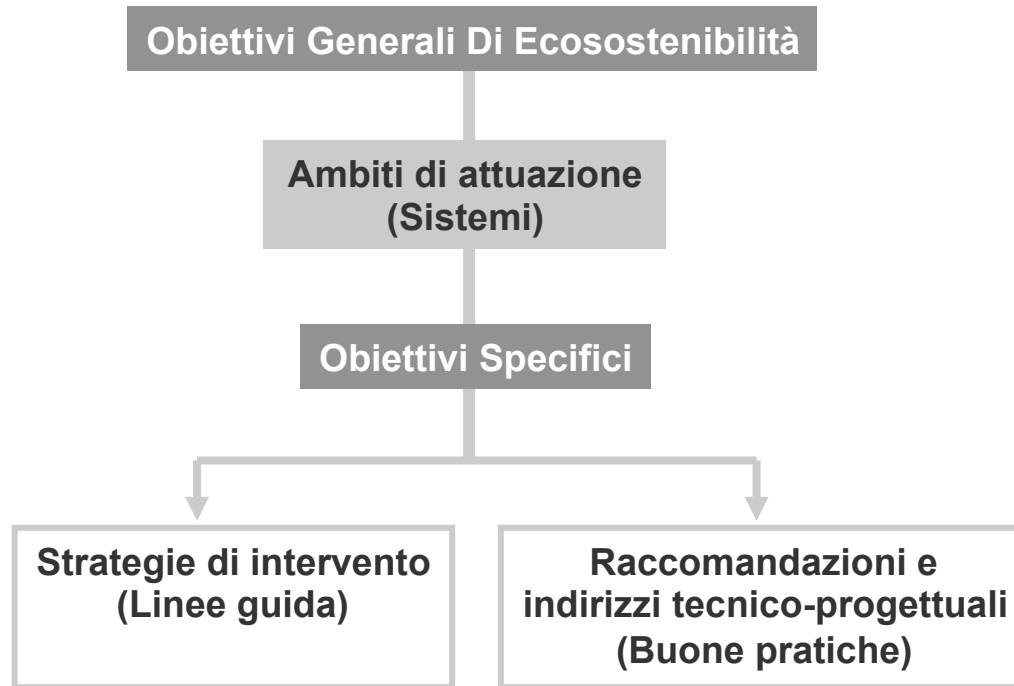 Obiettivi Generali Di Ecosostenibilità
Ambiti di attuazione
(Sistemi)
Obiettivi Specifici
Strategie di intervento
(Linee guida)
Raccomandazioni e
indirizzi tecnico-progettuali
(Buone pratiche)